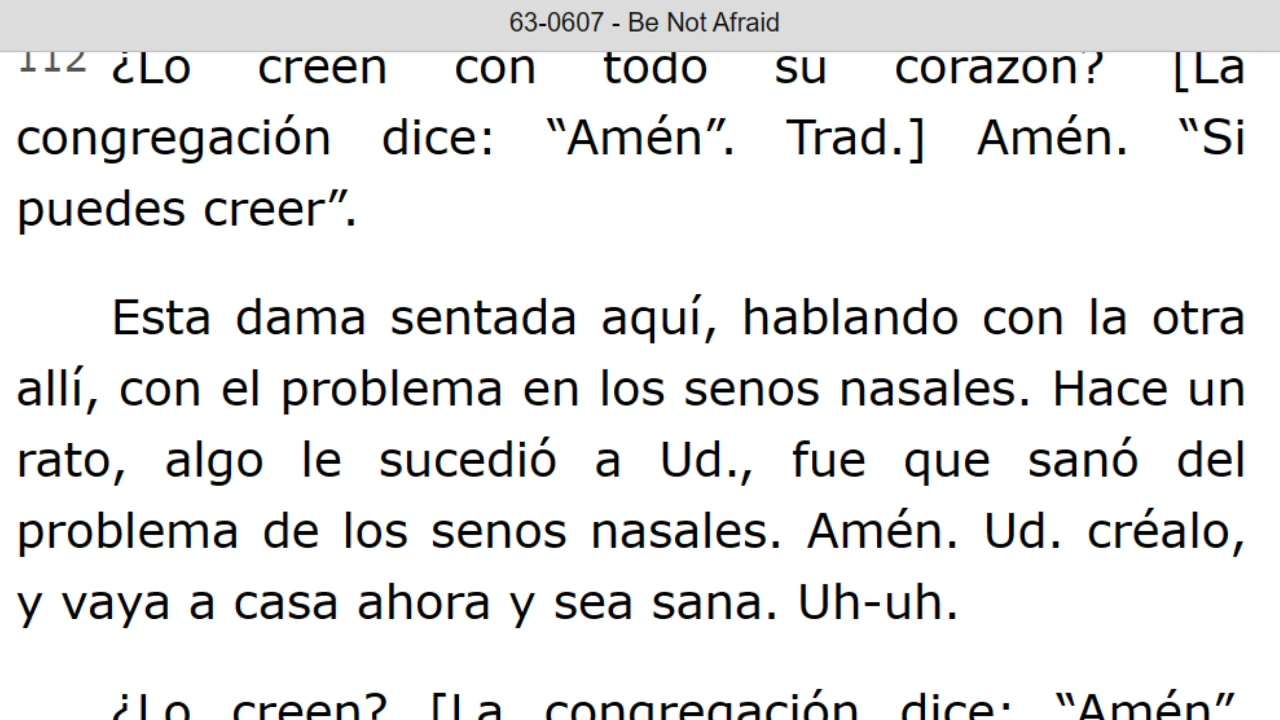 63-0607 - Be Not Afraid
112 ¿Lo creen con todo su corazón? [La
congregación dice: “Amén”. Trad.] Amén. “Si
puedes creer”.
Esta dama sentada aquí, hablando con la otra
allí, con el problema en los senos nasales. Hace un
rato, algo le sucedió a Ud., fue que sanó del
problema de los senos nasales. Amén. Ud. créalo,
y vaya a casa ahora y sea sana. Uh-uh.
¿Lo creen? [La congregación dice: “Amén”.